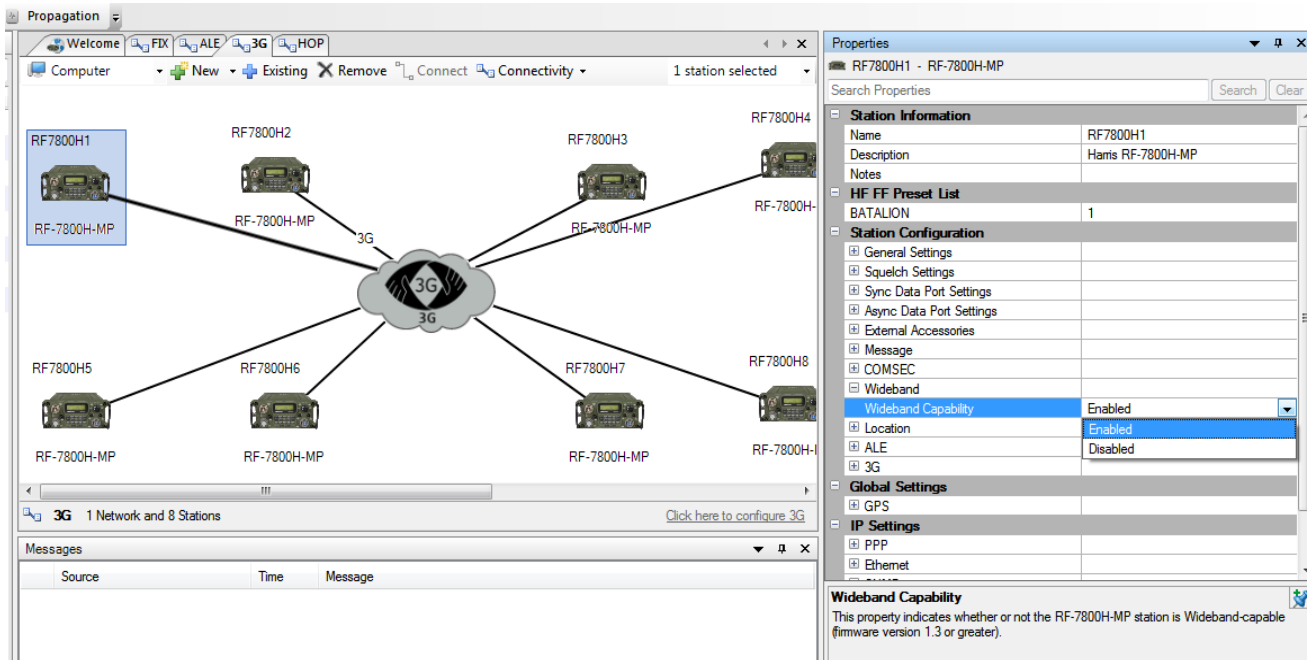 Propagation
Welcome FIX ALE 3G HOP
Computer New Existing Remove Connect Connectivity 1 station selected
RF7800H1
RF-7800H-MP
RF7800H2
RF-7800H-MP
RF7800H3
RF-7800H-MP
RF7800H4
RF-7800H-
3G
3G
3G
RF7800H5
RF-7800H-MP
RF7800H6
RF-7800H-MP
RF7800H7
RF-7800H-MP
RF7800H8
RF-7800H-
3G 1 Network and 8 Stations Click here to configure 3G
Messages
Source Time Message
Properties
RF7800H1 - RF-7800H-MP
Search Properties Search Clear
Station Information
Name RF7800H1
Description Harris RF-7800H-MP
Notes
HF FF Preset List
BATALION 1
Station Configuration
General Settings
Squelch Settings
Sync Data Port Settings
Async Data Port Settings
External Accessories
Message
COMSEC
Wideband
Wideband Capability Enabled
Enabled
Disabled
Location
ALE
3G
Global Settings
GPS
IP Settings
PPP
Ethernet
Wideband Capability
This property indicates whether or not the RF-7800H-MP station is Wideband-capable
(firmware version 1.3 or greater).